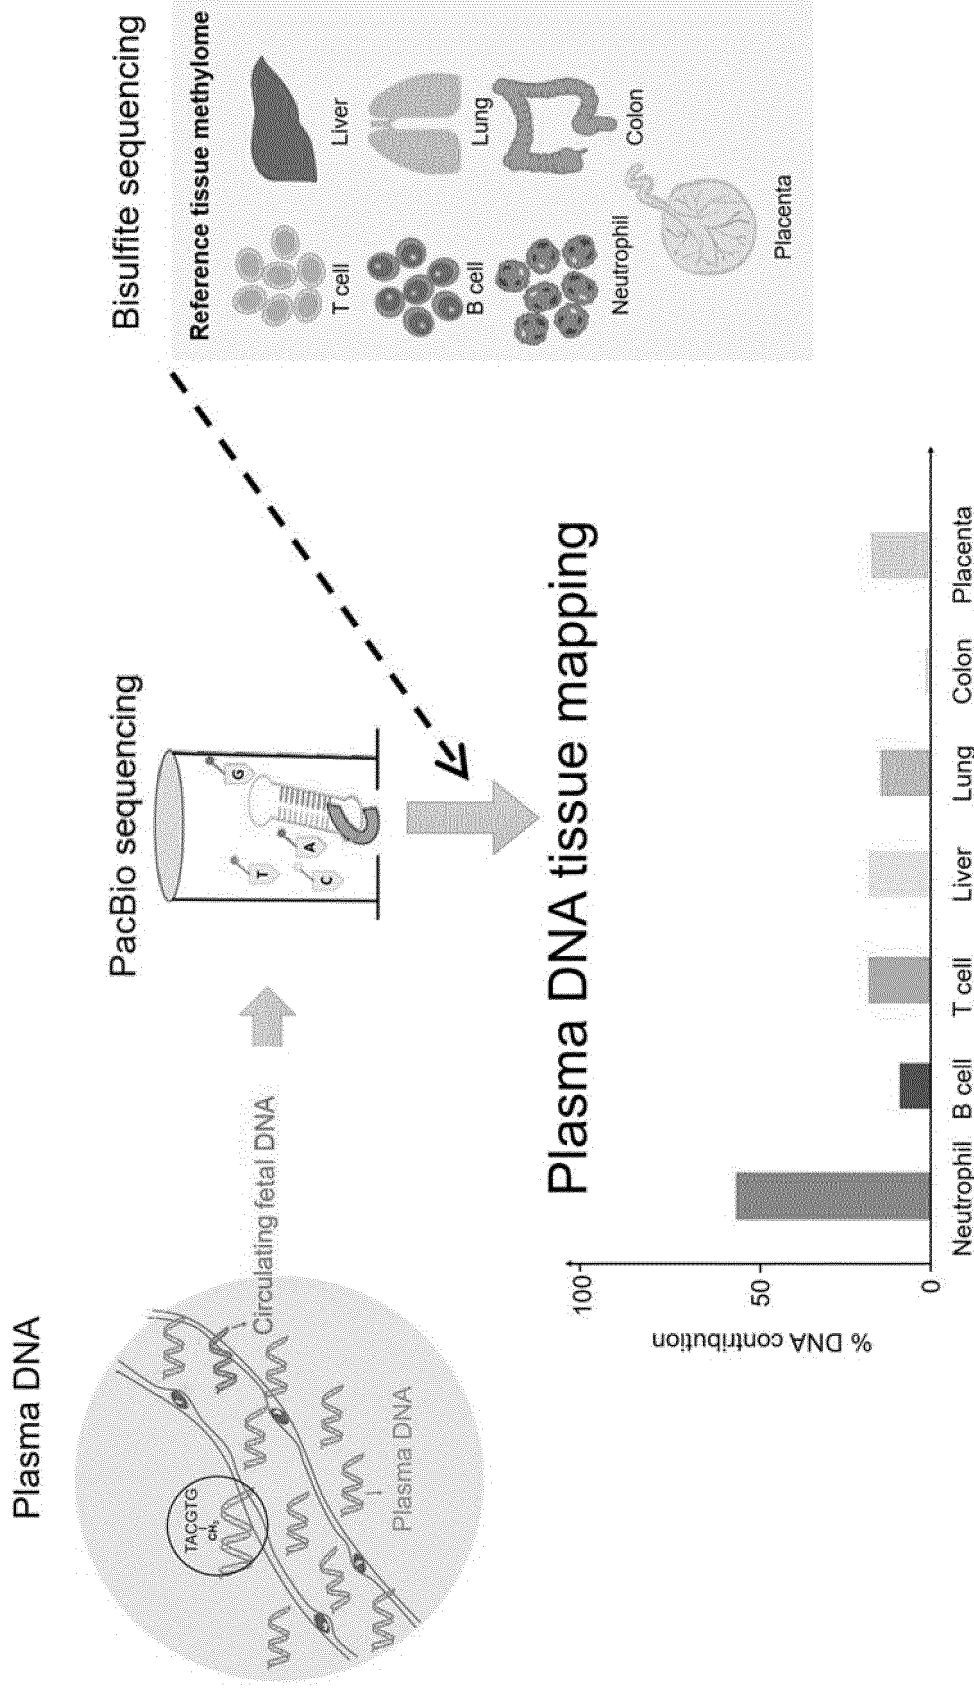 Plasma DNA
TACGTG
CH3
Circulating fetal DNA
Plasma DNA
PacBio sequencing
T
C
A
G
Bisulfite sequencing
Reference tissue methylome
T cell
Liver
B cell
Lung
Neutrophil
Colon
Placenta
Plasma DNA tissue mapping
% DNA contribution
100
50
0
Neutrophil
B cell
T cell
Liver
Lung
Colon
Placenta